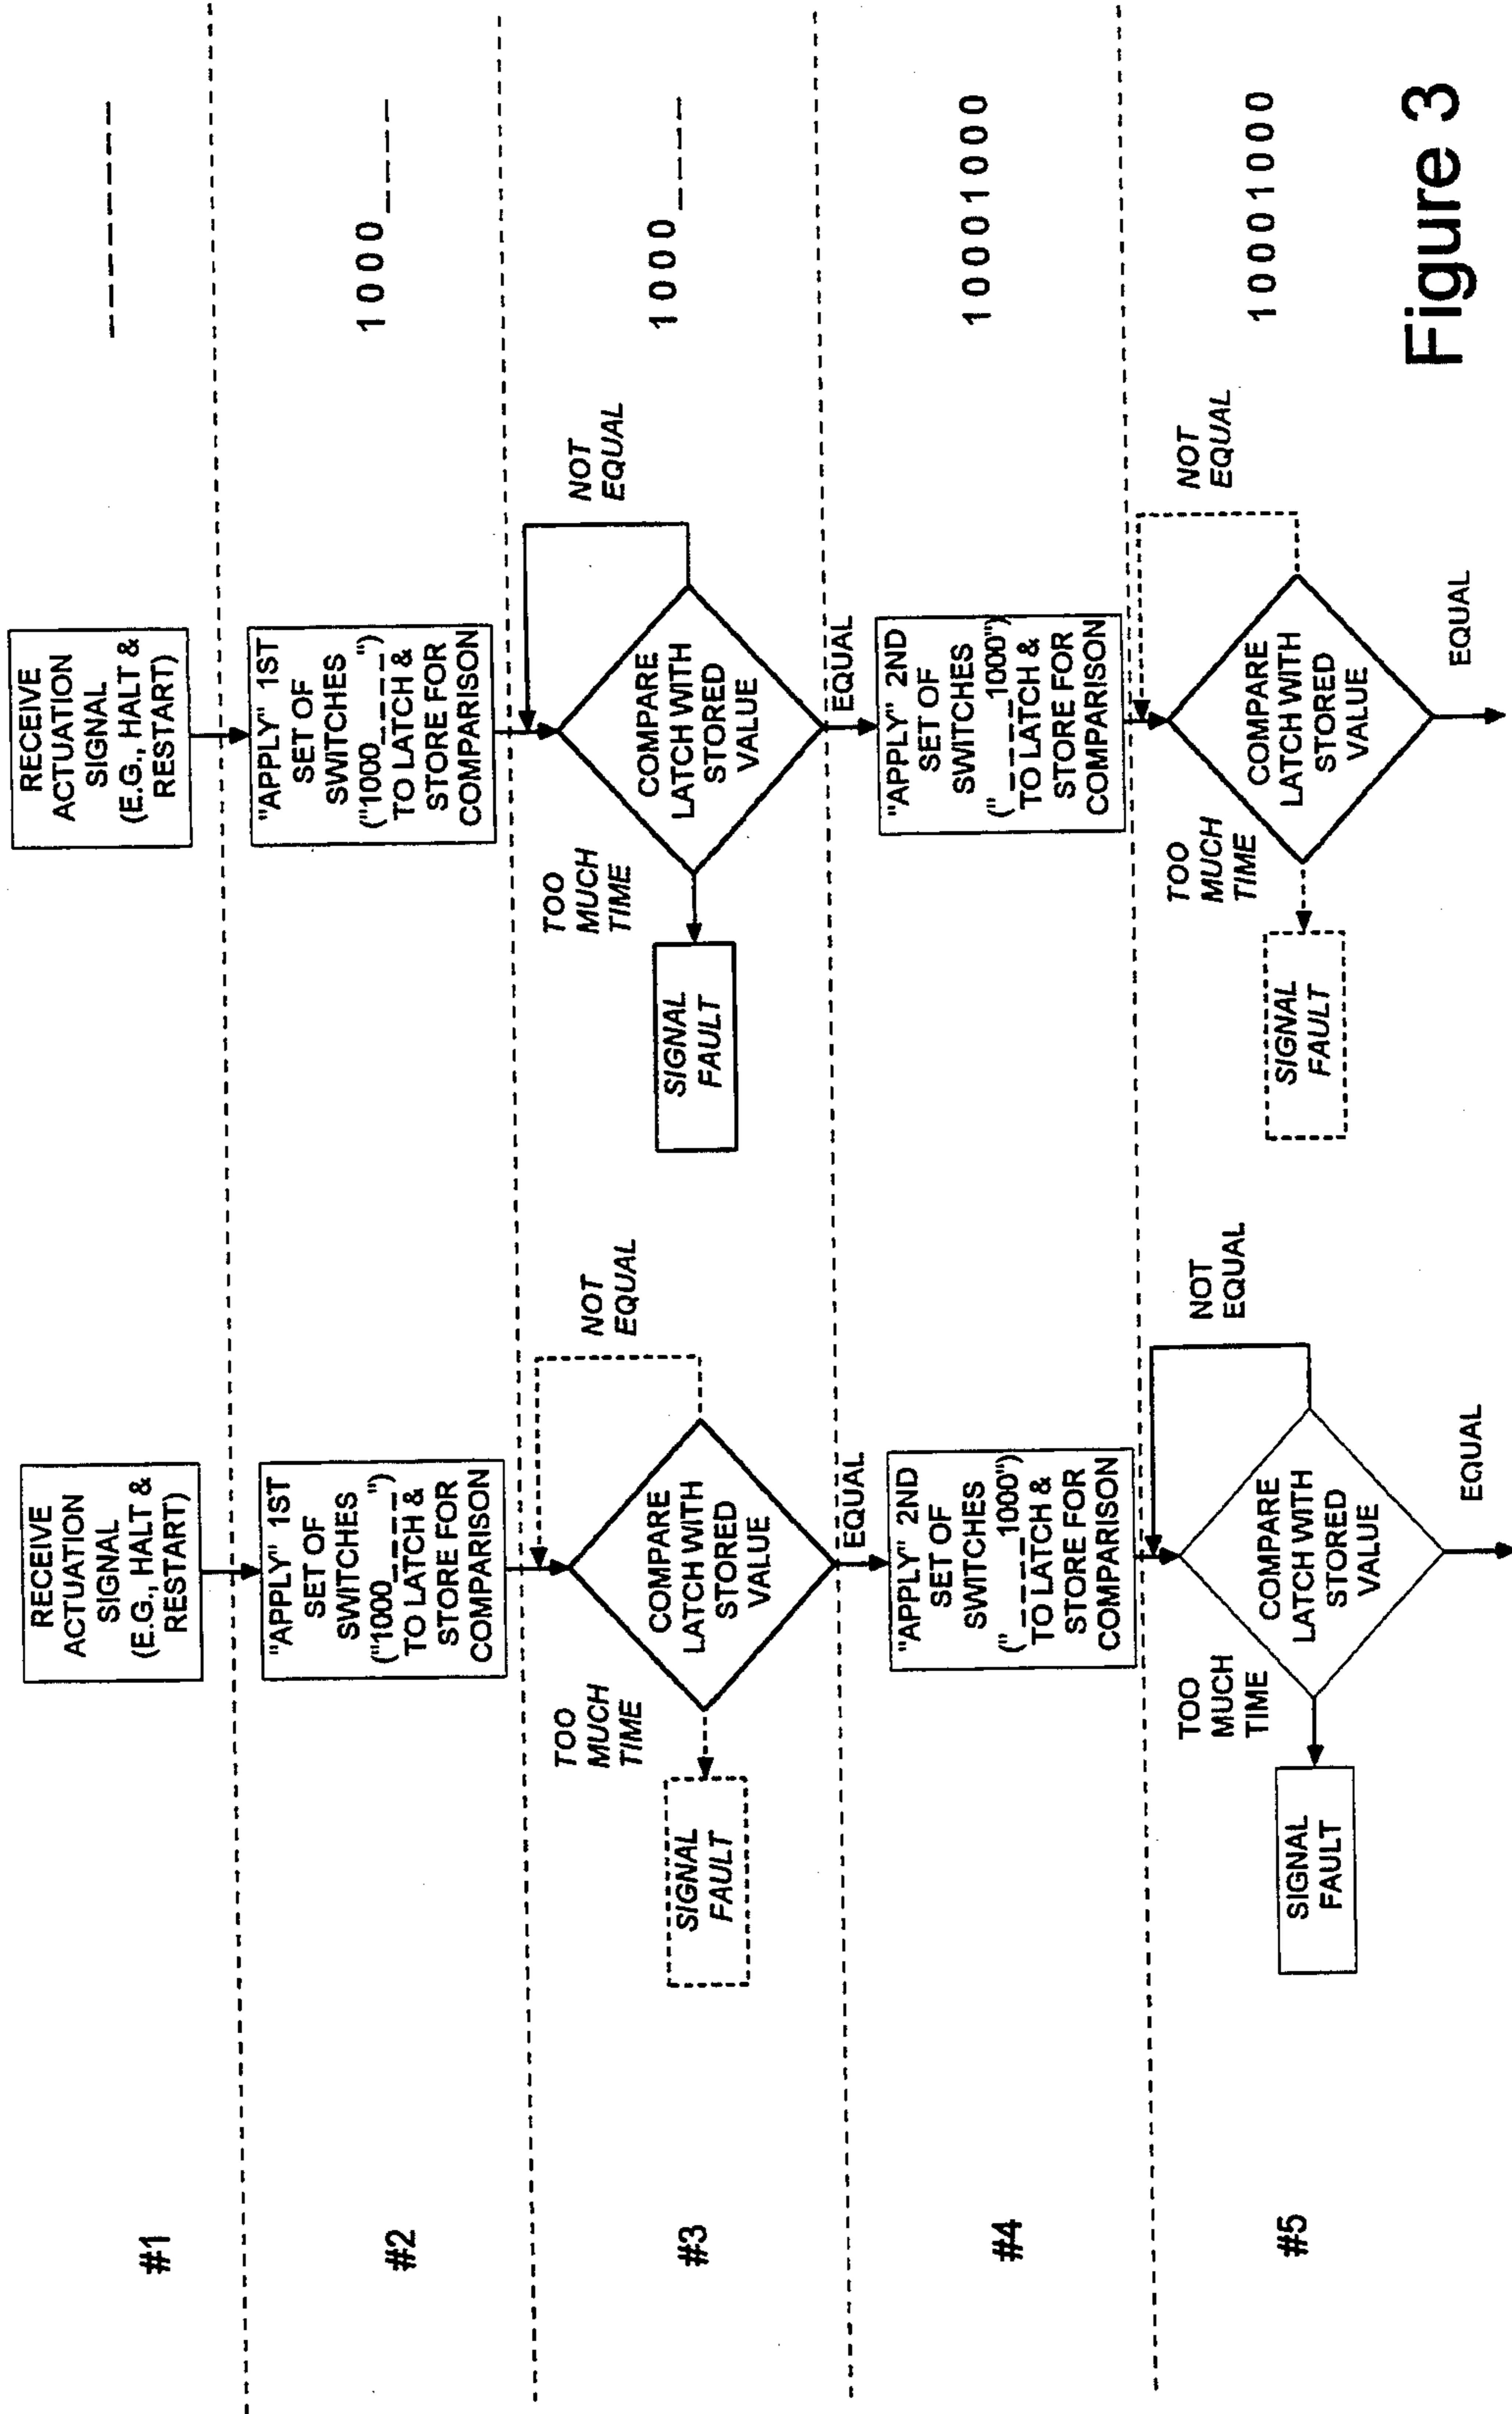 #1
RECEIVE
ACTUATION
SIGNAL
(E.G., HALT &
RESTART)
RECEIVE
ACTUATION
SIGNAL
(E.G., HALT &
RESTART)
_ _ _ _ _ _ _ _
#2
"APPLY" 1ST
SET OF
SWITCHES
("1000_ _ _ _")
TO LATCH &
STORE FOR
COMPARISON
"APPLY" 1ST
SET OF
SWITCHES
("1000_ _ _ _")
TO LATCH &
STORE FOR
COMPARISON
1 0 0 0 _ _ _ _
#3
SIGNAL
FAULT
TOO
MUCH
TIME
COMPARE
LATCH WITH
STORED
VALUE
NOT
EQUAL
EQUAL
SIGNAL
FAULT
TOO
MUCH
TIME
COMPARE
LATCH WITH
STORED
VALUE
NOT
EQUAL
EQUAL
1 0 0 0 _ _ _ _
#4
"APPLY" 2ND
SET OF
SWITCHES
("_ _ _ _1000")
TO LATCH &
STORE FOR
COMPARISON
"APPLY" 2ND
SET OF
SWITCHES
("_ _ _ _1000")
TO LATCH &
STORE FOR
COMPARISON
1 0 0 0 1 0 0 0
#5
SIGNAL
FAULT
TOO
MUCH
TIME
COMPARE
LATCH WITH
STORED
VALUE
NOT
EQUAL
EQUAL
SIGNAL
FAULT
TOO
MUCH
TIME
COMPARE
LATCH WITH
STORED
VALUE
NOT
EQUAL
EQUAL
1 0 0 0 1 0 0 0
Figure 3